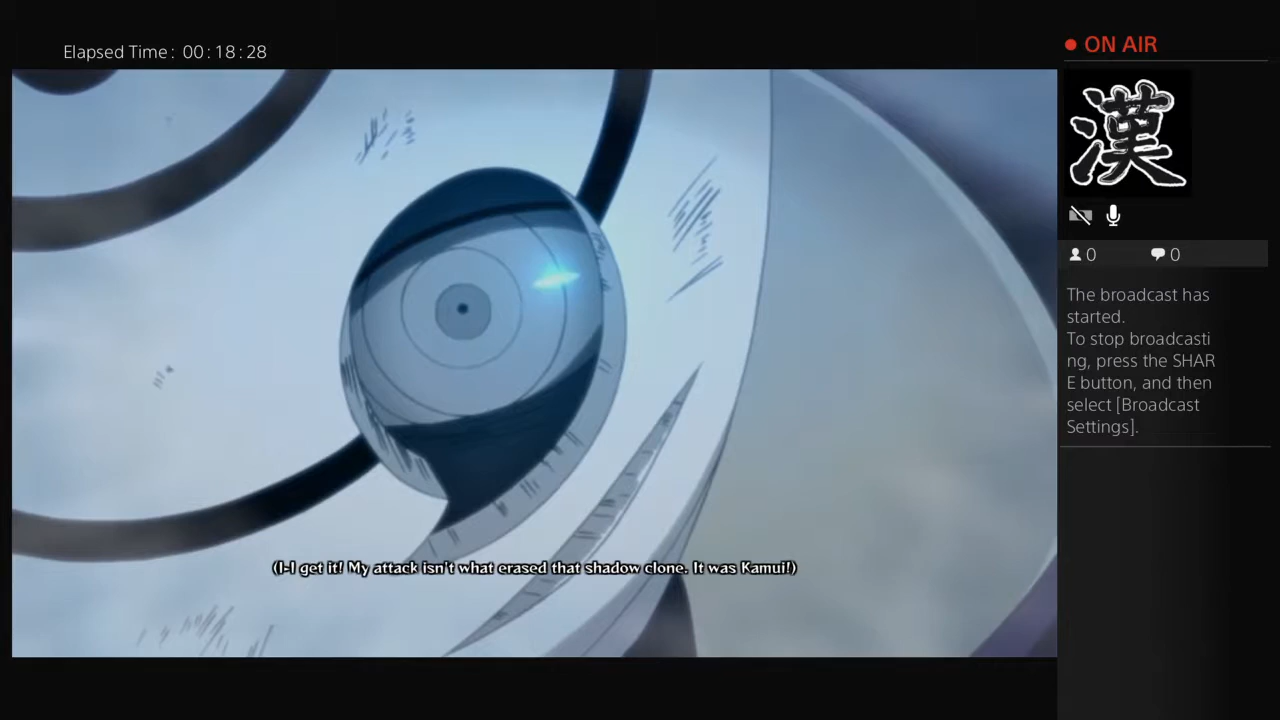 Elapsed Time: 00:18:28
ON AIR
漢
0 0
The broadcast has
started.
To stop broadcasti
ng, press the SHAR
E button, and then
select [Broadcast
Settings].
(I-I get it! My attack isn't what erased that shadow clone. It was Kamui!)